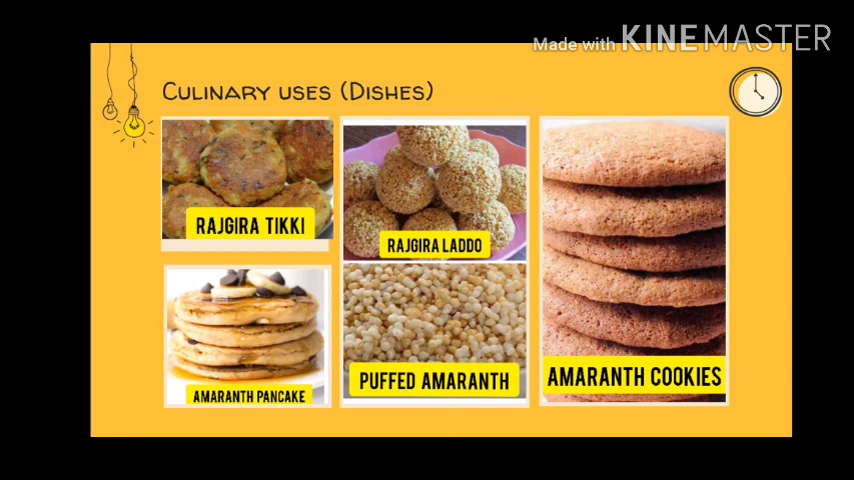 Made with KINEMASTER
CULINARY USES (DISHES)
RAJGIRA TIKKI
RAJGIRA LADDO
AMARANTH PANCAKE
PUFFED AMARANTH
AMARANTH COOKIES